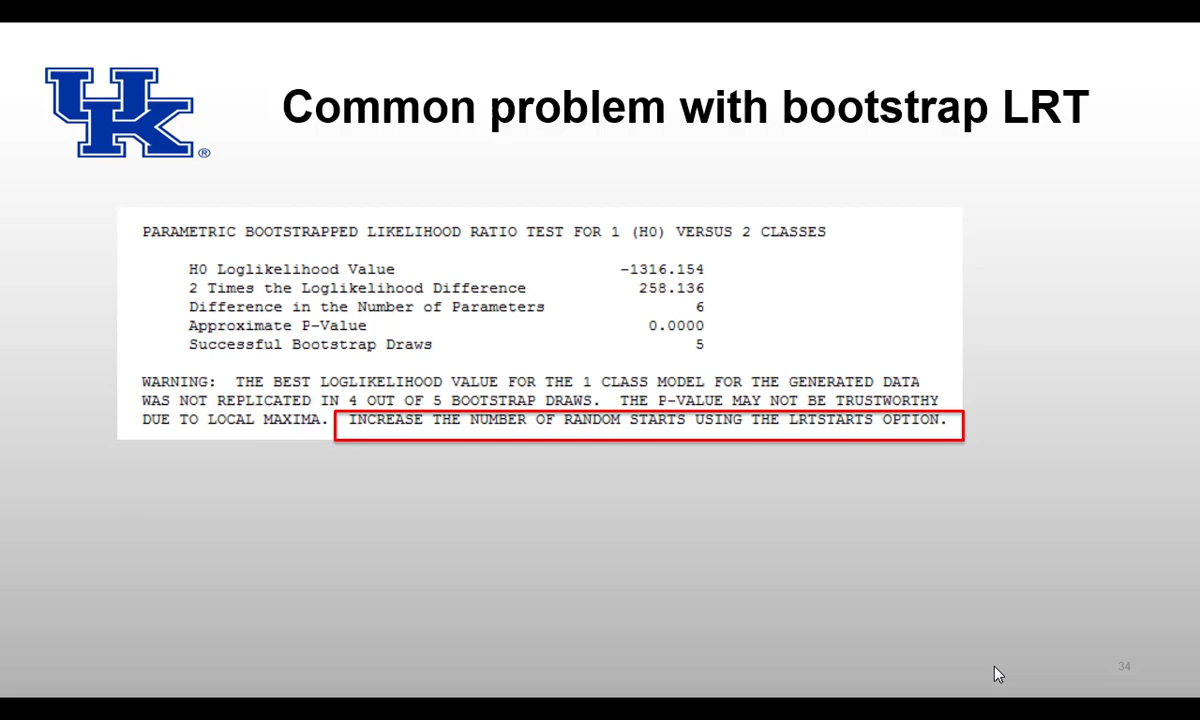 UK®
Common problem with bootstrap LRT
PARAMETRIC BOOTSTRAPPED LIKELIHOOD RATIO TEST FOR 1 (H0) VERSUS 2 CLASSES
H0 Loglikelihood Value -1316.154
2 Times the Loglikelihood Difference 258.136
Difference in the Number of Parameters 6
Approximate P-Value 0.0000
Successful Bootstrap Draws 5
WARNING: THE BEST LOGLIKELIHOOD VALUE FOR THE 1 CLASS MODEL FOR THE GENERATED DATA
WAS NOT REPLICATED IN 4 OUT OF 5 BOOTSTRAP DRAWS. THE P-VALUE MAY NOT BE TRUSTWORTHY
DUE TO LOCAL MAXIMA. INCREASE THE NUMBER OF RANDOM STARTS USING THE LRTSTARTS OPTION.
34